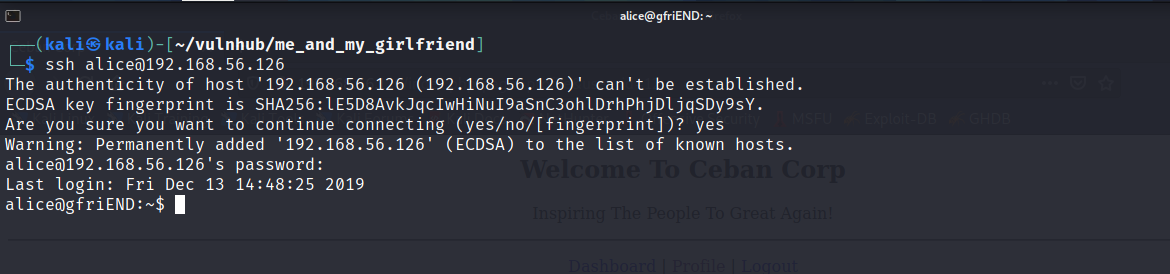 alice@gfriEND: ~
┌──(kali㉿kali)-[~/vulnhub/me_and_my_girlfriend]
└─$ ssh alice@192.168.56.126
The authenticity of host '192.168.56.126 (192.168.56.126)' can't be established.
ECDSA key fingerprint is SHA256:lE5D8AvkJqcIwHiNuI9aSnC3ohlDrhPhjDljqSDy9sY.
Are you sure you want to continue connecting (yes/no/[fingerprint])? yes
Warning: Permanently added '192.168.56.126' (ECDSA) to the list of known hosts.
alice@192.168.56.126's password:
Last login: Fri Dec 13 14:48:25 2019
alice@gfriEND:~$
MSFU Exploit-DB GHDB
Welcome To Ceban Corp
Inspiring The People To Great Again!
Dashboard | Profile | Logout